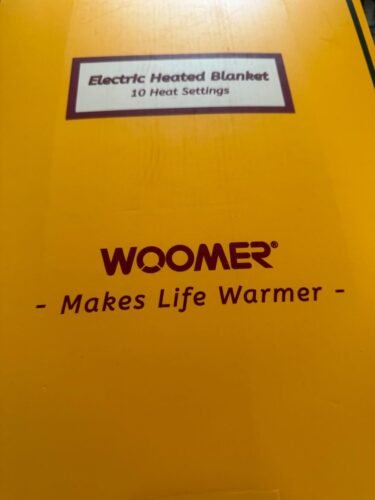 Electric Heated Blanket
10 Heat Settings
WOOMER®
- Makes Life Warmer -